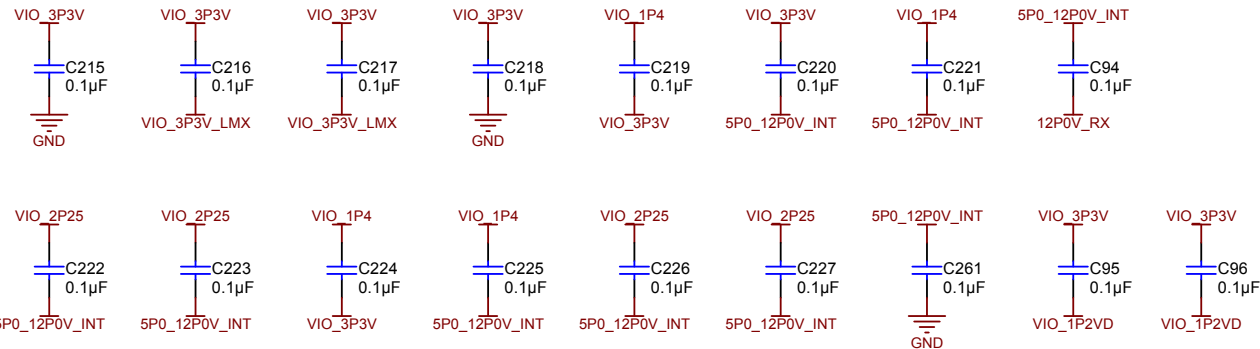 VIO_3P3V VIO_3P3V VIO_3P3V VIO_3P3V VIO_1P4 VIO_3P3V VIO_1P4 5P0_12P0V_INT
C215 C216 C217 C218 C219 C220 C221 C94
0.1µF 0.1µF 0.1µF 0.1µF 0.1µF 0.1µF 0.1µF 0.1µF
VIO_3P3V_LMX VIO_3P3V_LMX VIO_3P3V 5P0_12P0V_INT 5P0_12P0V_INT 12P0V_RX
GND GND
VIO_2P25 VIO_2P25 VIO_1P4 VIO_1P4 VIO_2P25 VIO_2P25 5P0_12P0V_INT VIO_3P3V VIO_3P3V
C222 C223 C224 C225 C226 C227 C261 C95 C96
0.1µF 0.1µF 0.1µF 0.1µF 0.1µF 0.1µF 0.1µF 0.1µF 0.1µF
5P0_12P0V_INT 5P0_12P0V_INT VIO_3P3V 5P0_12P0V_INT 5P0_12P0V_INT 5P0_12P0V_INT VIO_1P2VD VIO_1P2VD
GND